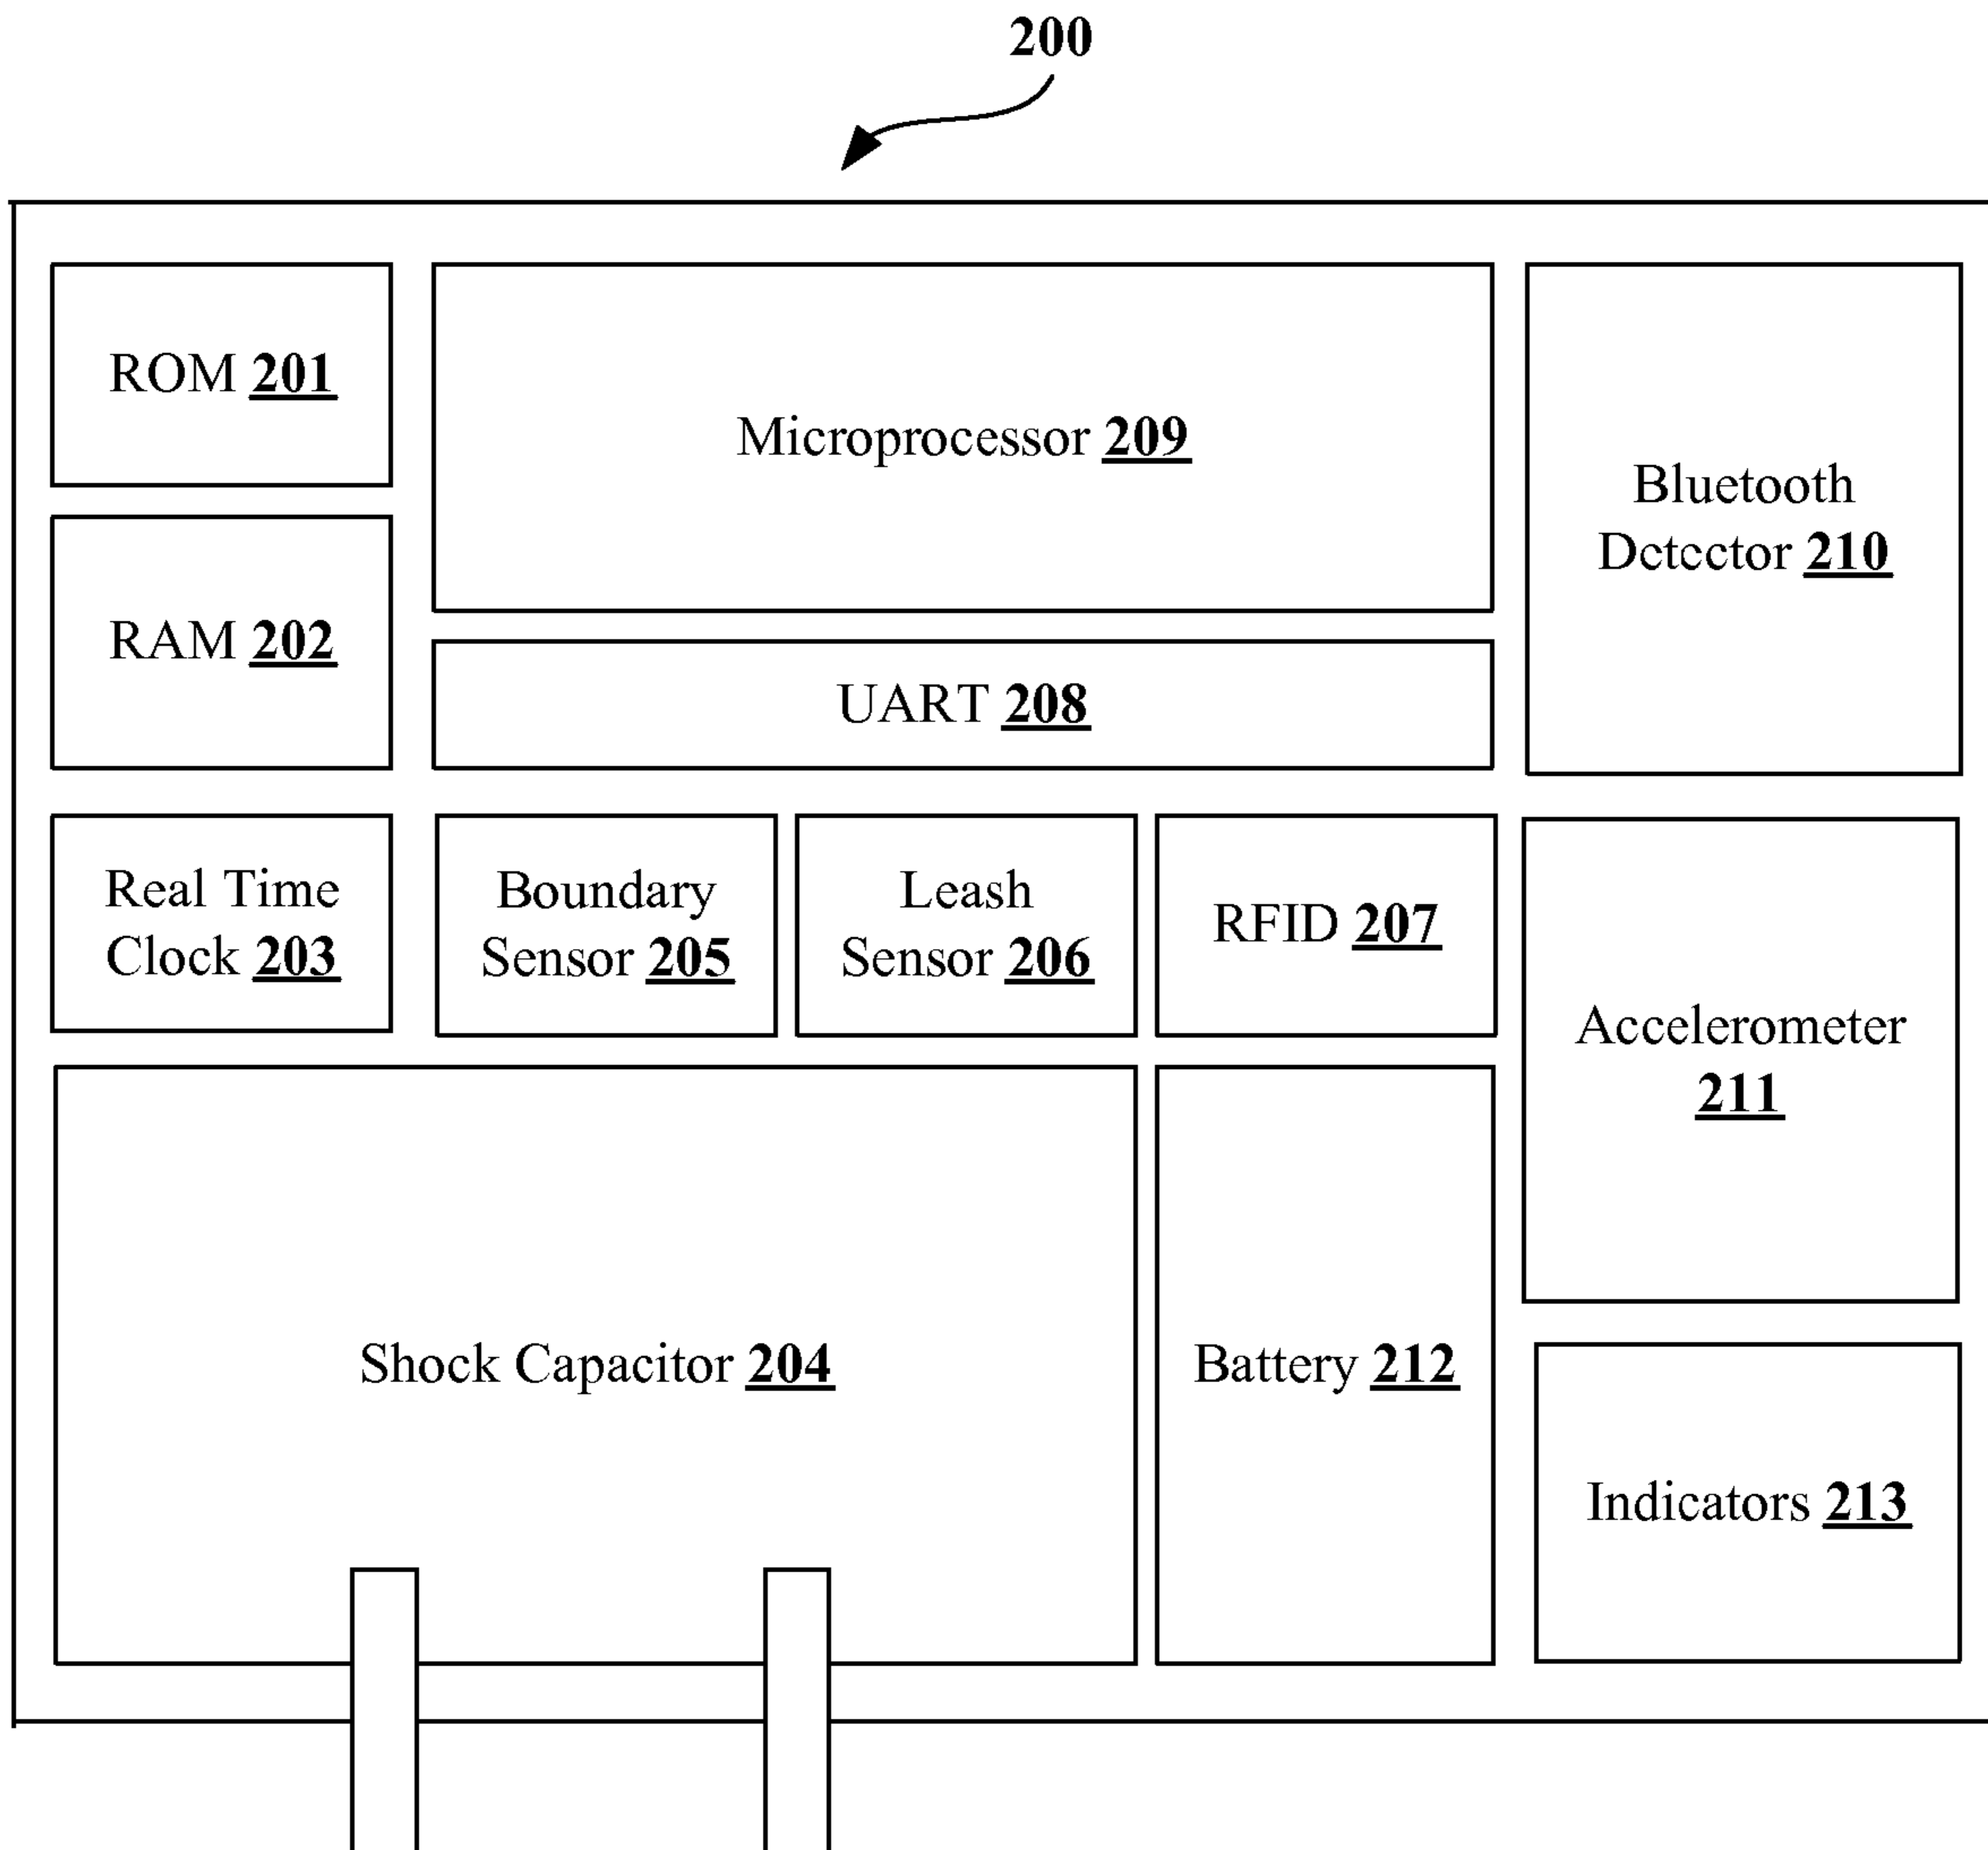 200
ROM 201
Microprocessor 209
Bluetooth
Detector 210
RAM 202
UART 208
Real Time
Clock 203
Boundary
Sensor 205
Leash
Sensor 206
RFID 207
Accelerometer
211
Shock Capacitor 204
Battery 212
Indicators 213